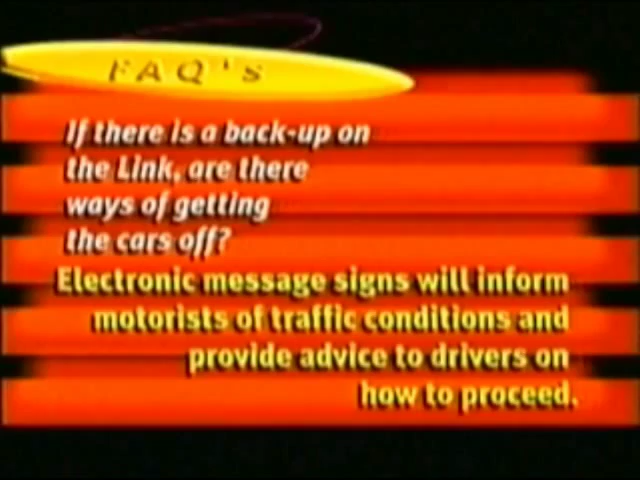 FAQ'S
If there is a back-up on
the Link, are there
ways of getting
the cars off?
Electronic message signs will inform
motorists of traffic conditions and
provide advice to drivers on
how to proceed.